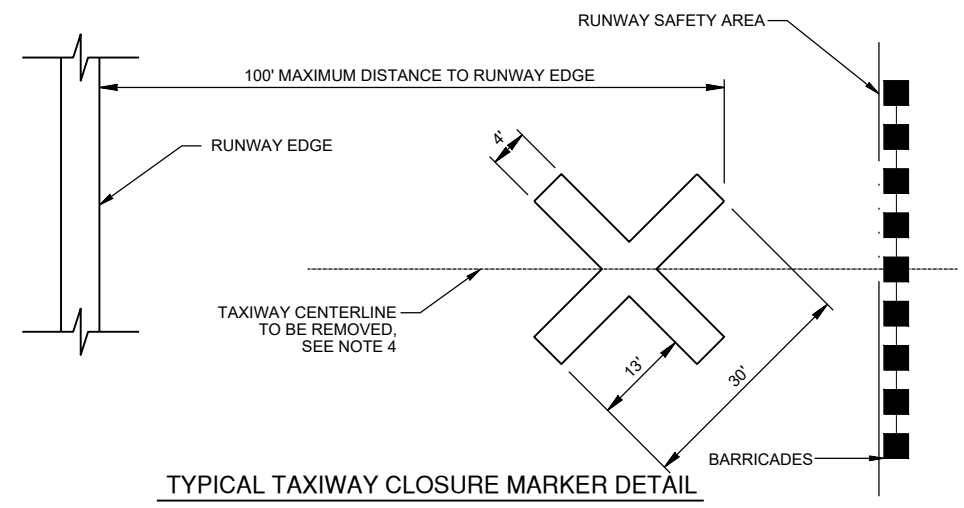 RUNWAY SAFETY AREA
100' MAXIMUM DISTANCE TO RUNWAY EDGE
4'
RUNWAY EDGE
TAXIWAY CENTERLINE
TO BE REMOVED,
SEE NOTE 4
13'
30'
BARRICADES
TYPICAL TAXIWAY CLOSURE MARKER DETAIL